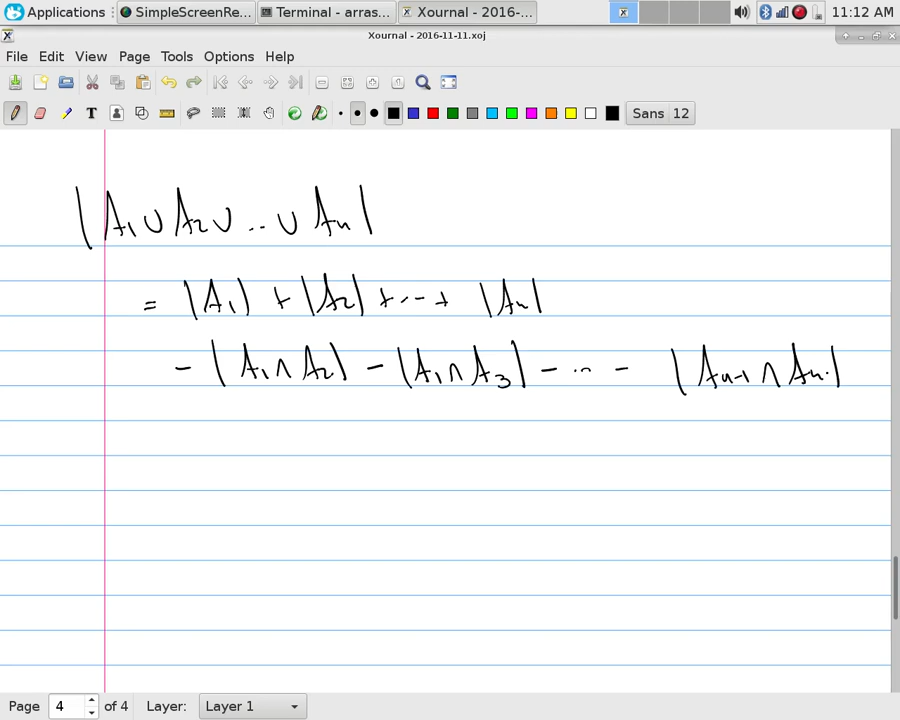 Applications SimpleScreenRe... Terminal - arras... Xournal - 2016-... 11:12 AM
Xournal - 2016-11-11.xoj
File Edit View Page Tools Options Help
Sans 12
|A1 ∪ A2 ∪ ... ∪ An|
= |A1| + |A2| + ... + |An|
- |A1 ∩ A2| - |A1 ∩ A3| - ... - |An-1 ∩ An|
Page 4 of 4 Layer: Layer 1